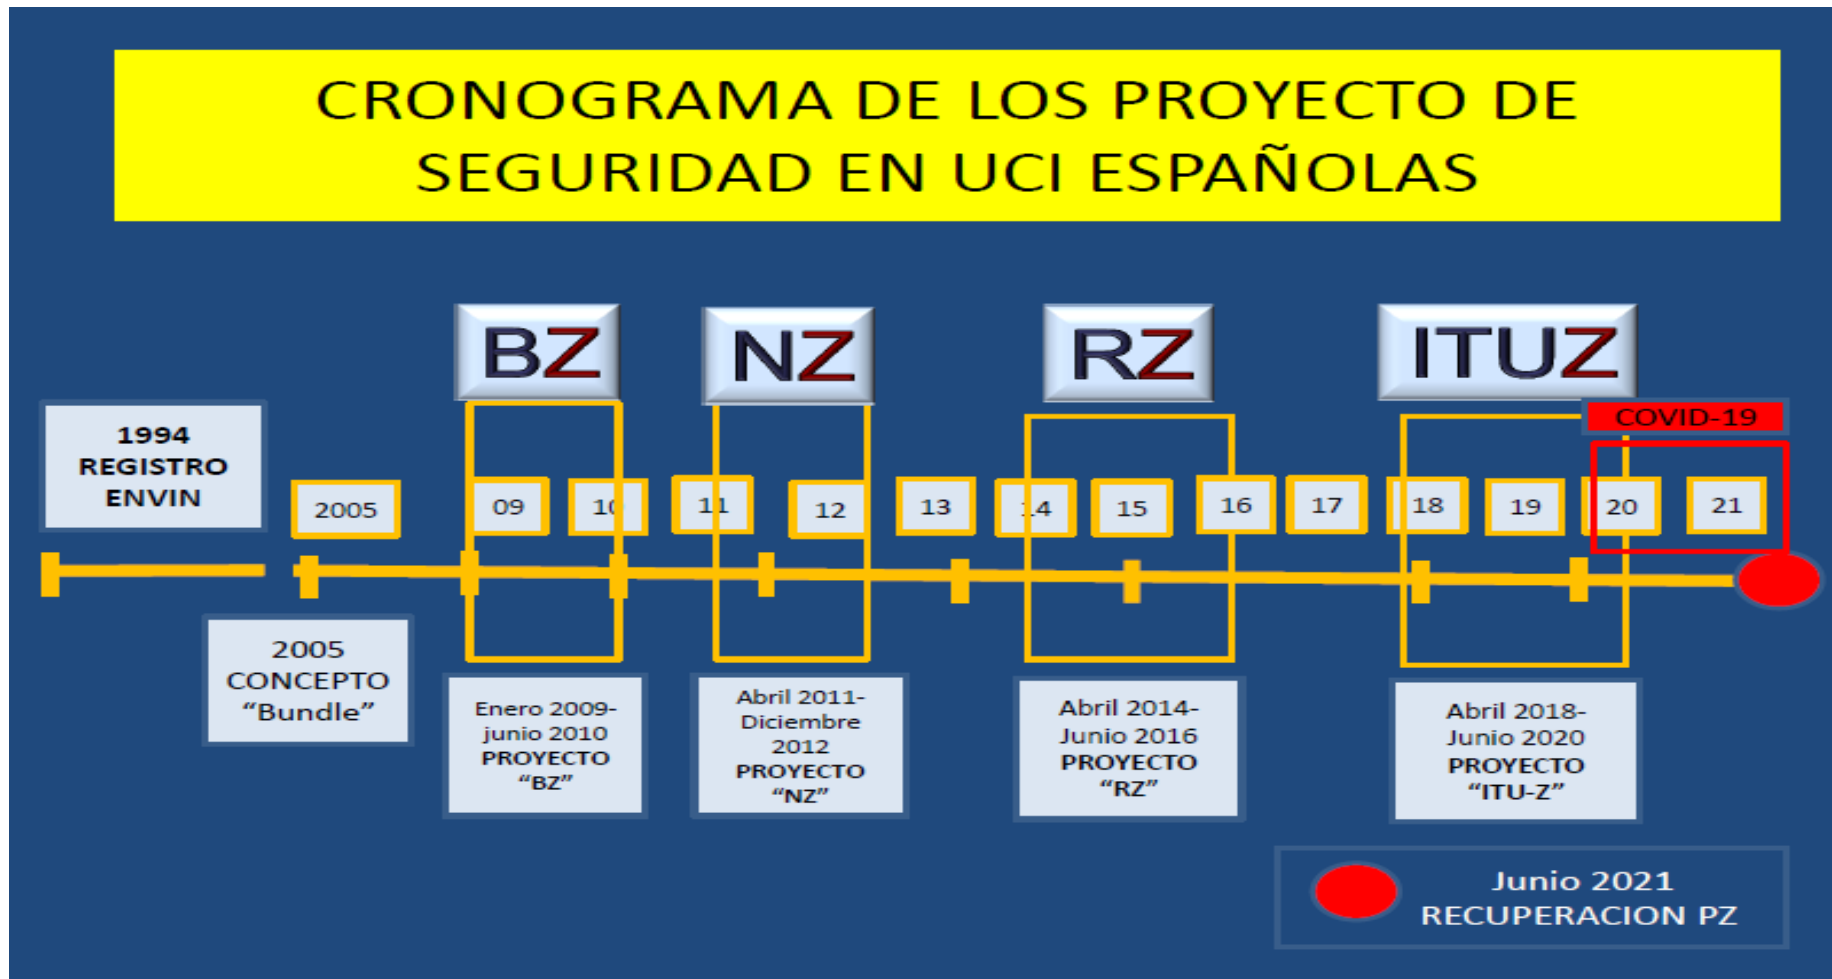 CRONOGRAMA DE LOS PROYECTO DE
SEGURIDAD EN UCI ESPAÑOLAS
BZ
NZ
RZ
ITUZ
COVID-19
1994
REGISTRO
ENVIN
2005
09
10
11
12
13
14
15
16
17
18
19
20
21
2005
CONCEPTO
“Bundle”
Enero 2009-
junio 2010
PROYECTO
“BZ”
Abril 2011-
Diciembre
2012
PROYECTO
“NZ”
Abril 2014-
Junio 2016
PROYECTO
“RZ”
Abril 2018-
Junio 2020
PROYECTO
“ITU-Z”
Junio 2021
RECUPERACION PZ